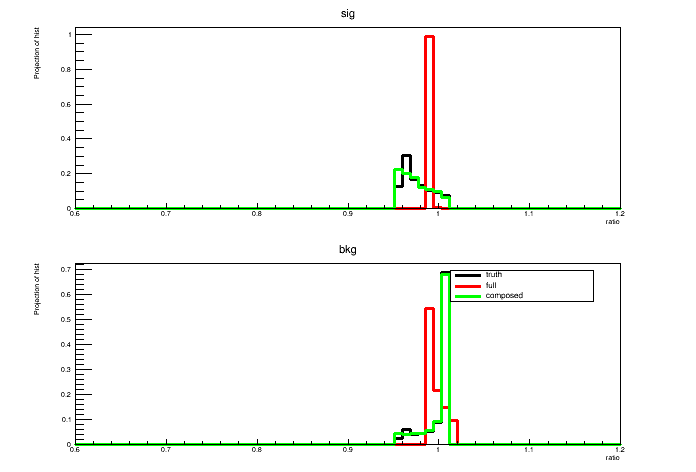 sig
Projection of hist
1
0.8
0.6
0.4
0.2
0
0.6 0.7 0.8 0.9 1.0 1.1 1.2
ratio
bkg
Projection of hist
0.7
0.6
0.5
0.4
0.3
0.2
0.1
0
truth
full
composed
0.6 0.7 0.8 0.9 1.0 1.1 1.2
ratio